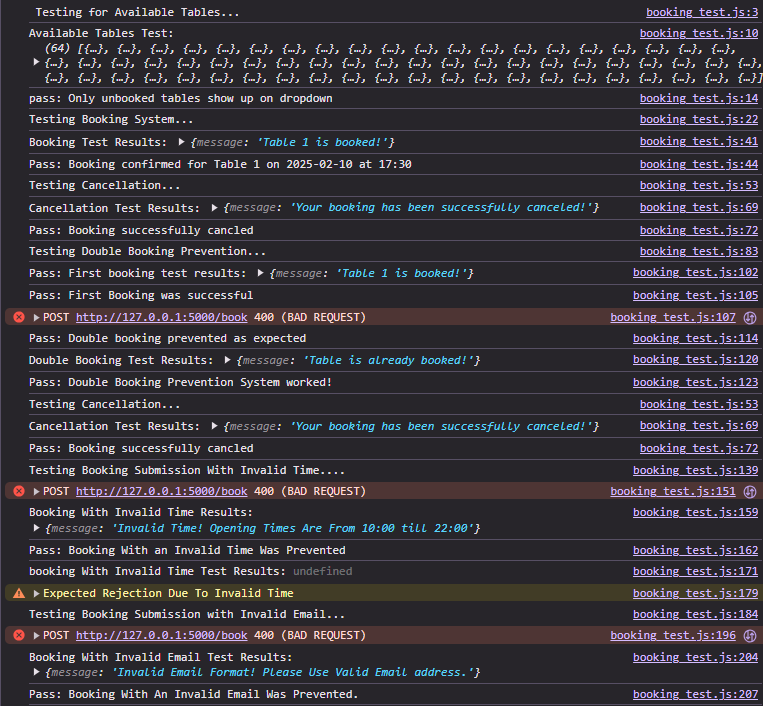 Testing for Available Tables... booking_test.js:3
Available Tables Test: booking_test.js:10
(64) [{…}, {…}, {…}, {…}, {…}, {…}, {…}, {…}, {…}, {…}, {…}, {…}, {…}, {…}, {…}, {…}, {…}, {…}, {…}, {…},
{…}, {…}, {…}, {…}, {…}, {…}, {…}, {…}, {…}, {…}, {…}, {…}, {…}, {…}, {…}, {…}, {…}, {…}, {…}, {…}, {…}, {…},
{…}, {…}, {…}, {…}, {…}, {…}, {…}, {…}, {…}, {…}, {…}, {…}, {…}, {…}, {…}, {…}, {…}, {…}, {…}, {…}, {…}, {…}]
pass: Only unbooked tables show up on dropdown booking_test.js:14
Testing Booking System... booking_test.js:22
Booking Test Results: ▶ {message: 'Table 1 is booked!'} booking_test.js:41
Pass: Booking confirmed for Table 1 on 2025-02-10 at 17:30 booking_test.js:44
Testing Cancellation... booking_test.js:53
Cancellation Test Results: ▶ {message: 'Your booking has been successfully canceled!'} booking_test.js:69
Pass: Booking successfully cancled booking_test.js:72
Testing Double Booking Prevention... booking_test.js:83
Pass: First booking test results: ▶ {message: 'Table 1 is booked!'} booking_test.js:102
Pass: First Booking was successful booking_test.js:105
▶ POST http://127.0.0.1:5000/book 400 (BAD REQUEST) booking_test.js:107
Pass: Double booking prevented as expected booking_test.js:114
Double Booking Test Results: ▶ {message: 'Table is already booked!'} booking_test.js:120
Pass: Double Booking Prevention System worked! booking_test.js:123
Testing Cancellation... booking_test.js:53
Cancellation Test Results: ▶ {message: 'Your booking has been successfully canceled!'} booking_test.js:69
Pass: Booking successfully cancled booking_test.js:72
Testing Booking Submission With Invalid Time.... booking_test.js:139
▶ POST http://127.0.0.1:5000/book 400 (BAD REQUEST) booking_test.js:151
Booking With Invalid Time Results: booking_test.js:159
▶ {message: 'Invalid Time! Opening Times Are From 10:00 till 22:00'}
Pass: Booking With an Invalid Time Was Prevented booking_test.js:162
booking With Invalid Time Test Results: undefined booking_test.js:171
▶ Expected Rejection Due To Invalid Time booking_test.js:179
Testing Booking Submission with Invalid Email... booking_test.js:184
▶ POST http://127.0.0.1:5000/book 400 (BAD REQUEST) booking_test.js:196
Booking With Invalid Email Test Results: booking_test.js:204
▶ {message: 'Invalid Email Format! Please Use Valid Email address.'}
Pass: Booking With An Invalid Email Was Prevented. booking_test.js:207